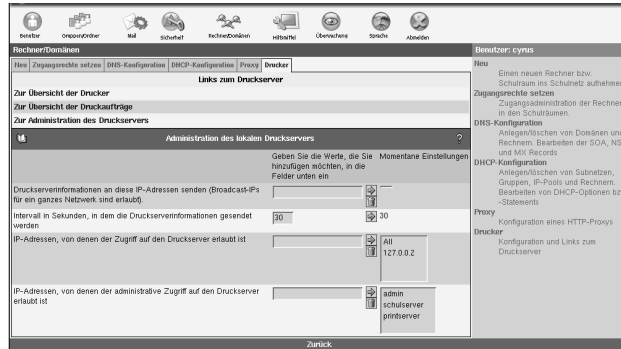 Benutzer Gruppen/Ordner Mail Sicherheit Rechner/Domänen Hilfsmittel Überwachung Sprache Abmelden
Rechner/Domänen
Benutzer: cyrus
Neu Zugangsrechte setzen DNS-Konfiguration DHCP-Konfiguration Proxy Drucker
Links zum Druckserver
Zur Übersicht der Drucker
Zur Übersicht der Druckaufträge
Zur Administration des Druckservers
Administration des lokalen Druckservers ?
Geben Sie die Werte, die Sie
hinzufügen möchten, in die
Felder unten ein
Momentane Einstellungen
Druckserverinformationen an diese IP-Adressen senden (Broadcast-IPs
für ein ganzes Netzwerk sind erlaubt).
Intervall in Sekunden, in dem die Druckserverinformationen gesendet
werden
30
30
IP-Adressen, von denen der Zugriff auf den Druckserver erlaubt ist
All
127.0.0.2
IP-Adressen, von denen der administrative Zugriff auf den Druckserver
erlaubt ist
admin
schulserver
printserver
Zurück
Neu
Einen neuen Rechner bzw.
Schulraum ins Schulnetz aufnehmen
Zugangsrechte setzen
Zugangsadministration der Rechner
in den Schulräumen.
DNS-Konfiguration
Anlegen/löschen von Domänen und
Rechnern. Bearbeiten der SOA, NS
und MX Records
DHCP-Konfiguration
Anlegen/löschen von Subnetzen,
Gruppen, IP-Pools und Rechnern.
Bearbeiten von DHCP-Optionen bzw
-Statements
Proxy
Konfiguration eines HTTP-Proxys
Drucker
Konfiguration und Links zum
Druckserver